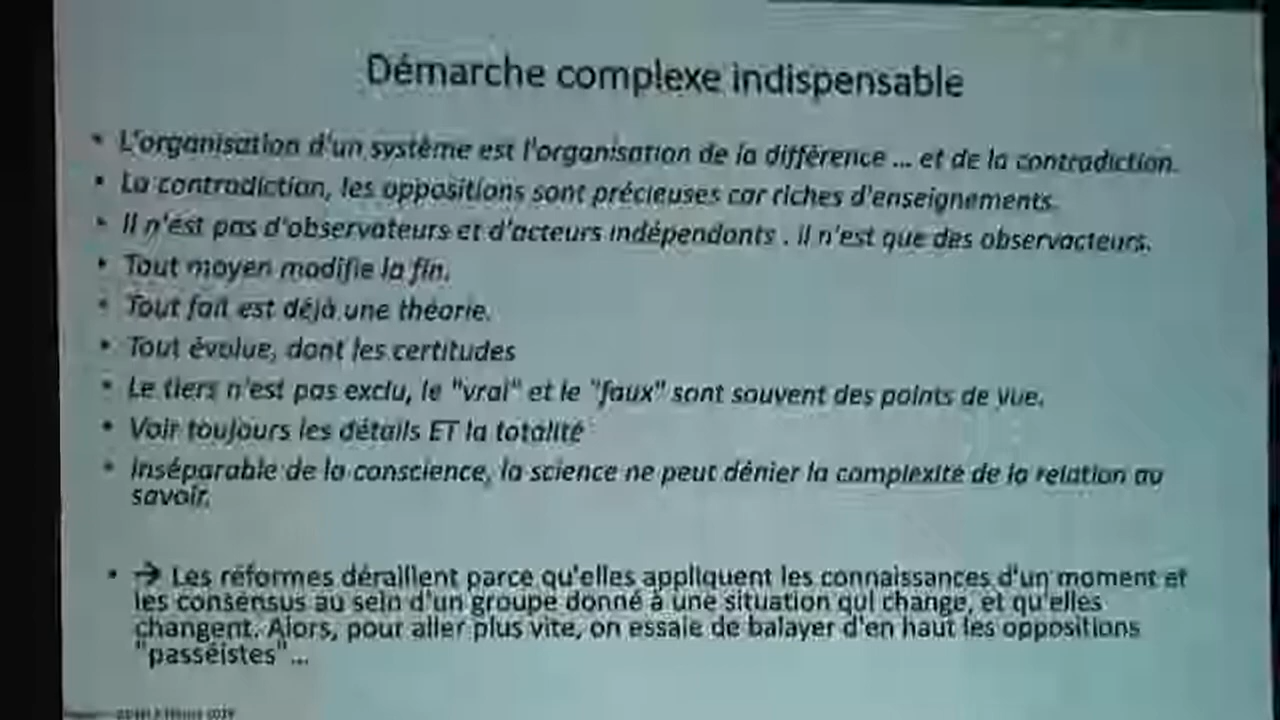 Démarche complexe indispensable
• L'organisation d'un système est l'organisation de la différence ... et de la contradiction.
• La contradiction, les oppositions sont précieuses car riches d'enseignements.
• Il n'est pas d'observateurs et d'acteurs indépendants . il n'est que des observacteurs.
• Tout moyen modifie la fin.
• Tout fait est déjà une théorie.
• Tout évolue, dont les certitudes
• Le tiers n'est pas exclu, le "vrai" et le "faux" sont souvent des points de vue.
• Voir toujours les détails ET la totalité
• Inséparable de la conscience, la science ne peut dénier la complexité de la relation au
savoir.
• → Les réformes déraillent parce qu'elles appliquent les connaissances d'un moment et
les consensus au sein d'un groupe donné à une situation qui change, et qu'elles
changent. Alors, pour aller plus vite, on essaie de balayer d'en haut les oppositions
"passéistes" ...